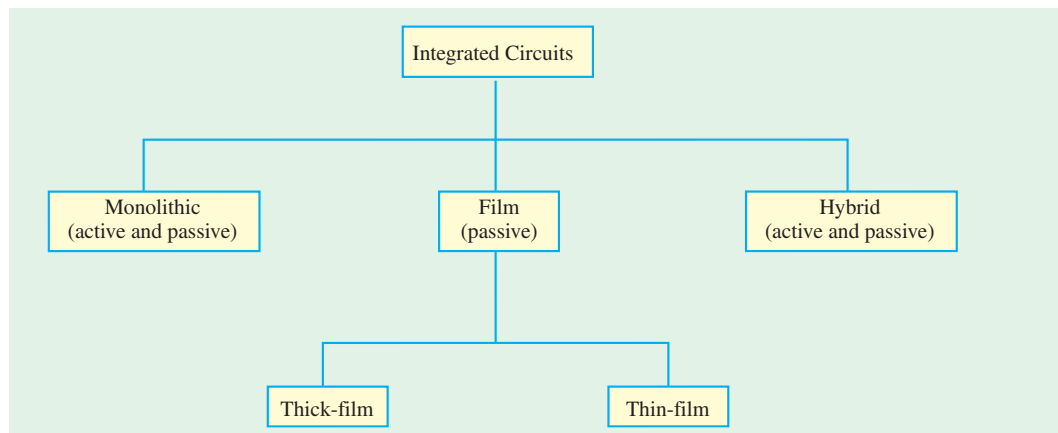 Integrated Circuits
Monolithic
(active and passive)
Film
(passive)
Hybrid
(active and passive)
Thick-film
Thin-film